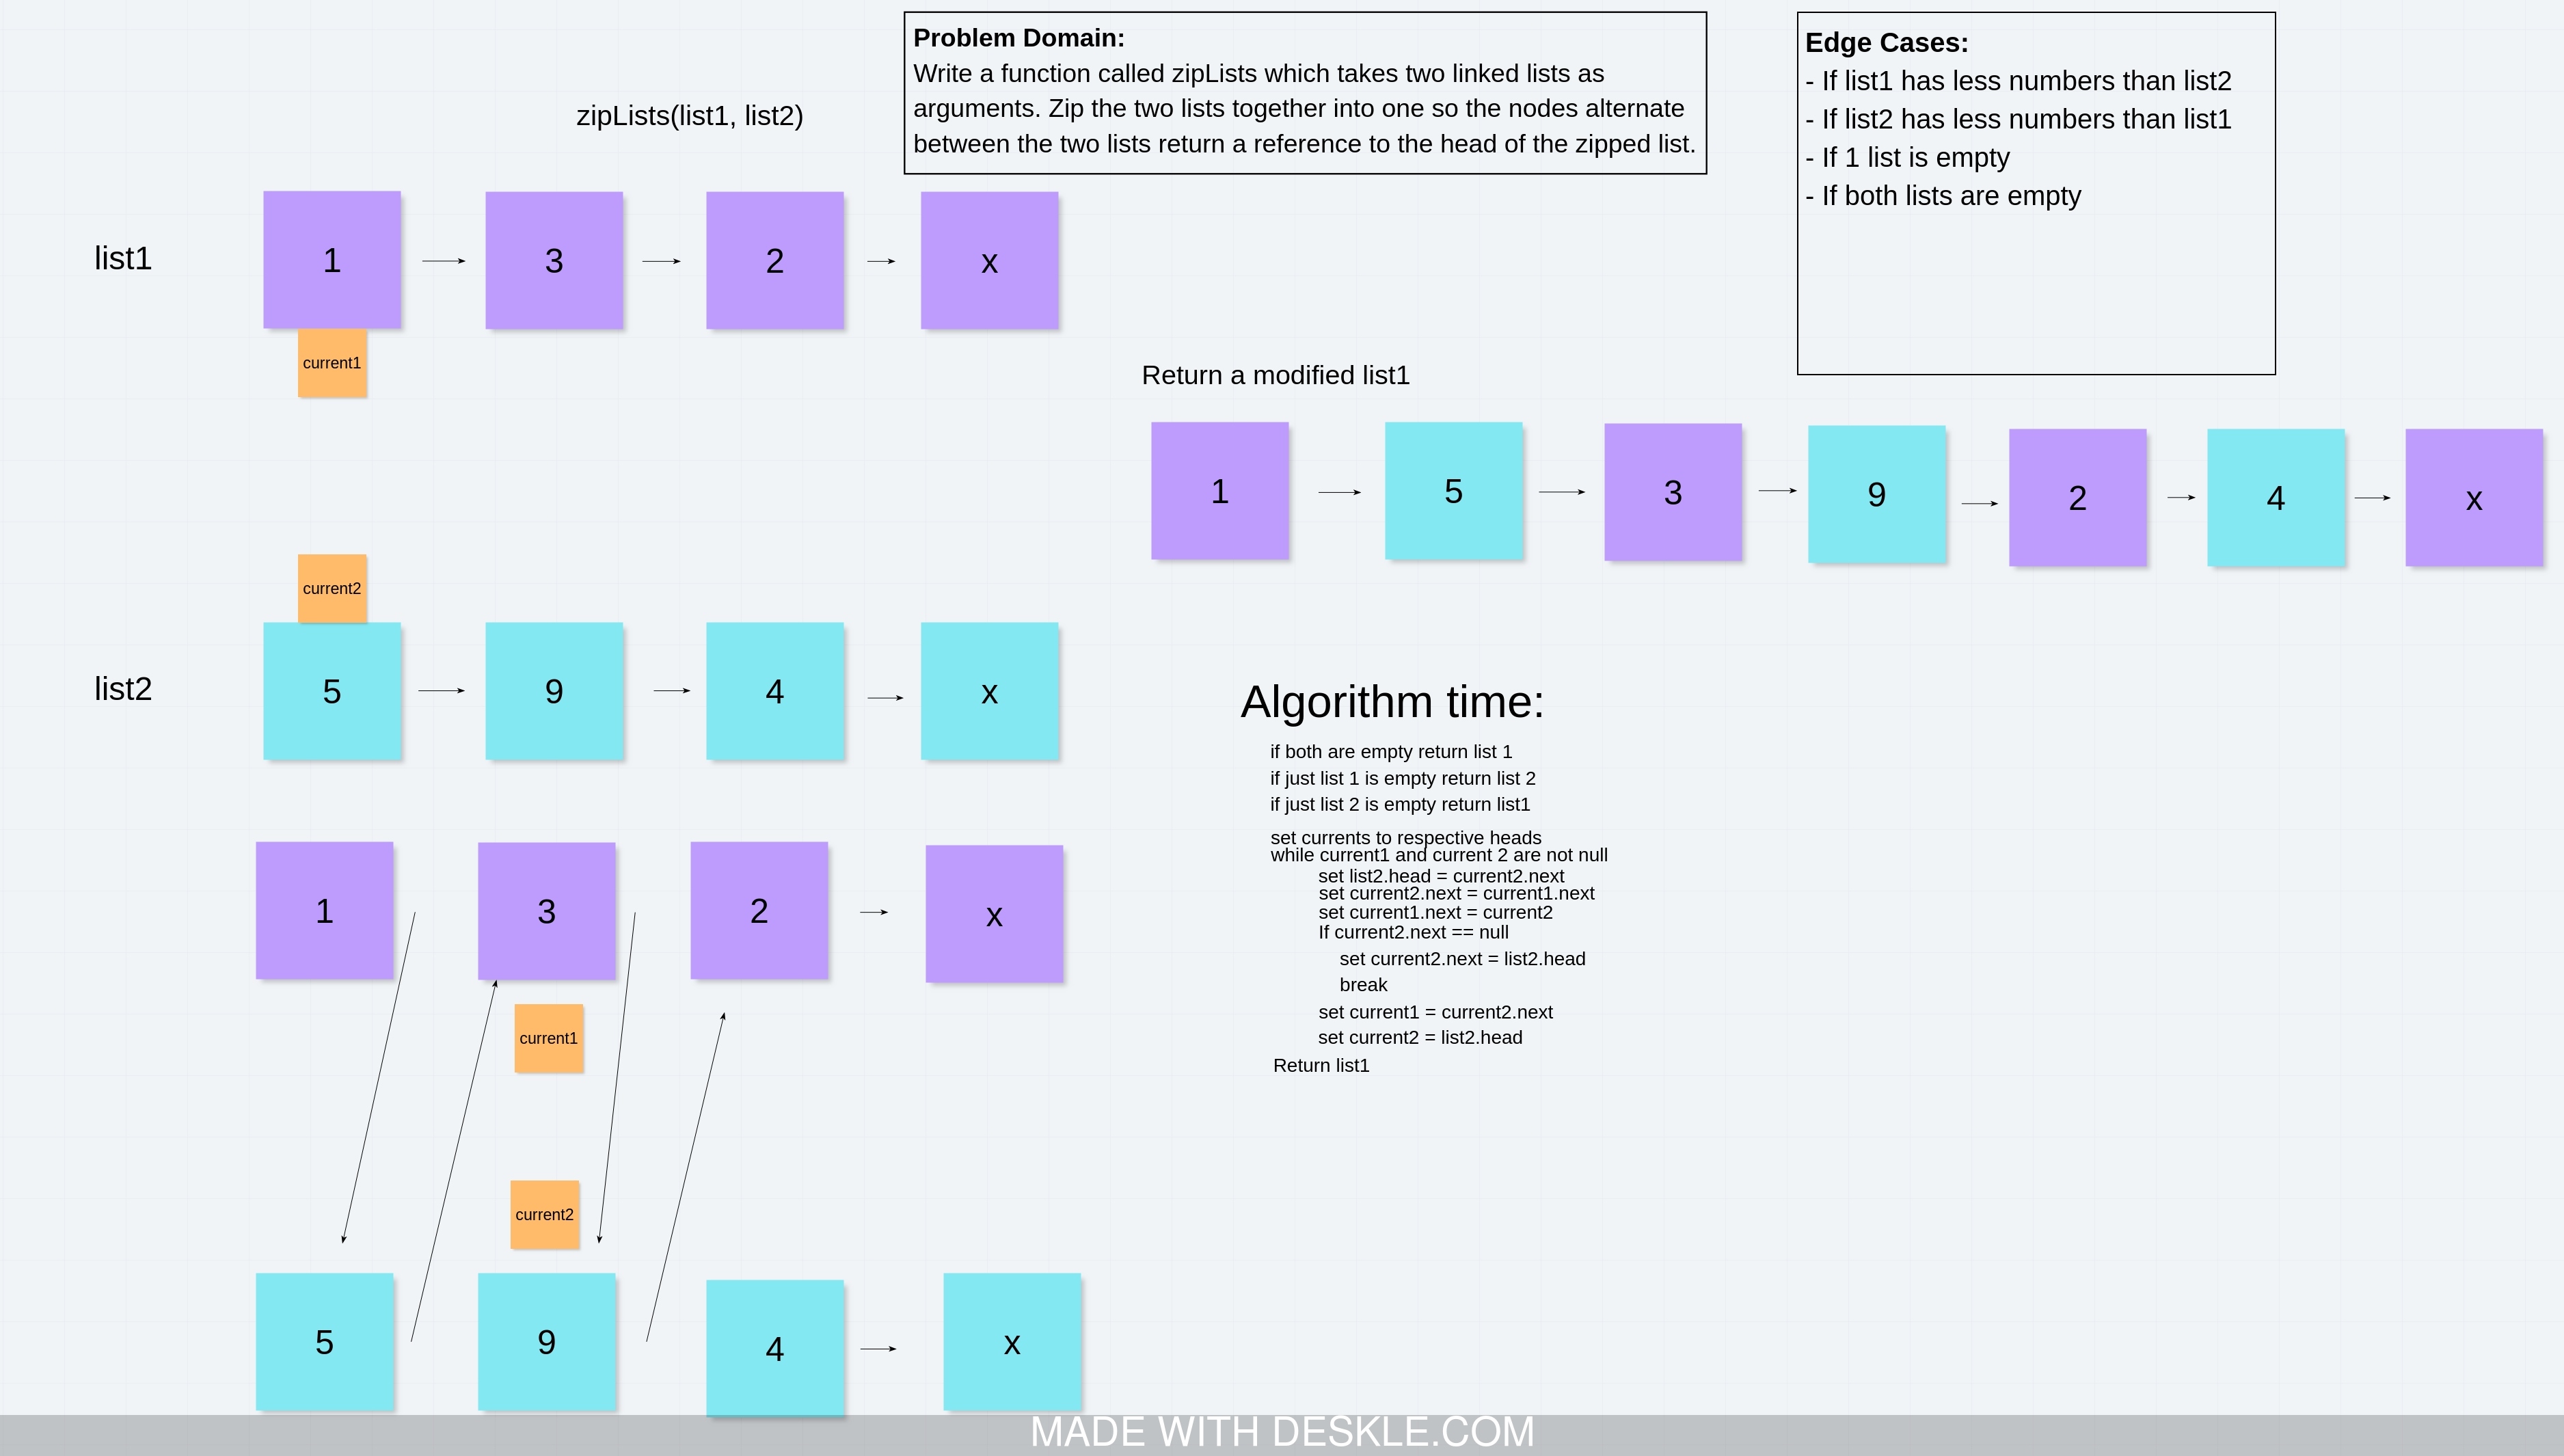 Problem Domain:
Write a function called zipLists which takes two linked lists as
arguments. Zip the two lists together into one so the nodes alternate
between the two lists return a reference to the head of the zipped list.
Edge Cases:
- If list1 has less numbers than list2
- If list2 has less numbers than list1
- If 1 list is empty
- If both lists are empty
zipLists(list1, list2)
list1
1
3
2
x
current1
Return a modified list1
1
5
3
9
2
4
x
current2
list2
5
9
4
x
Algorithm time:
if both are empty return list 1
if just list 1 is empty return list 2
if just list 2 is empty return list1
set currents to respective heads
while current1 and current 2 are not null
set list2.head = current2.next
set current2.next = current1.next
set current1.next = current2
If current2.next == null
set current2.next = list2.head
break
set current1 = current2.next
set current2 = list2.head
Return list1
1
3
2
x
current1
current2
5
9
4
x
MADE WITH DESKLE.COM